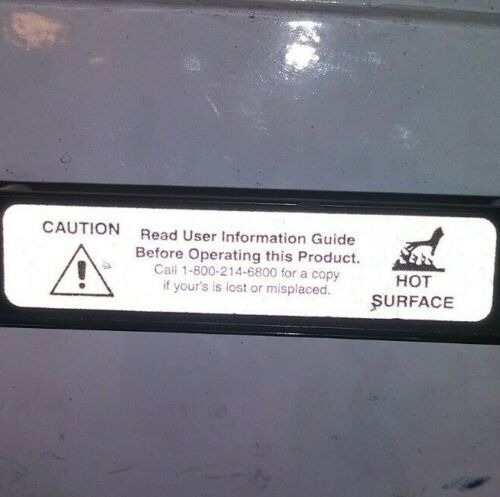 CAUTION
Read User Information Guide
Before Operating this Product.
Call 1-800-214-6800 for a copy
if your's is lost or misplaced.
HOT
SURFACE